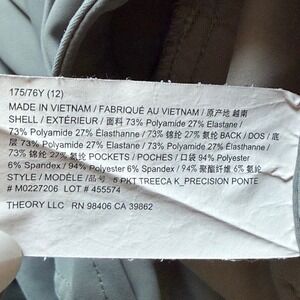 175/76Y (12)
MADE IN VIETNAM / FABRIQUÉ AU VIETNAM / 原产地 越南
SHELL / EXTÉRIEUR / 面料 73% Polyamide 27% Elastane /
73% Polyamide 27% Élasthanne / 73% 锦纶 27% 氨纶 BACK / DOS / 底
层 73% Polyamide 27% Elastane / 73% Polyamide 27% Élasthanne /
73% 锦纶 27% 氨纶 POCKETS / POCHES / 口袋 94% Polyester
6% Spandex / 94% Polyester 6% Spandex / 94% 聚酯纤维 6% 氨纶
STYLE / MODÈLE /品号 5 PKT TREECA K_PRECISION PONTE
# M0227206 LOT # 455574
THEORY LLC RN 98406 CA 39862